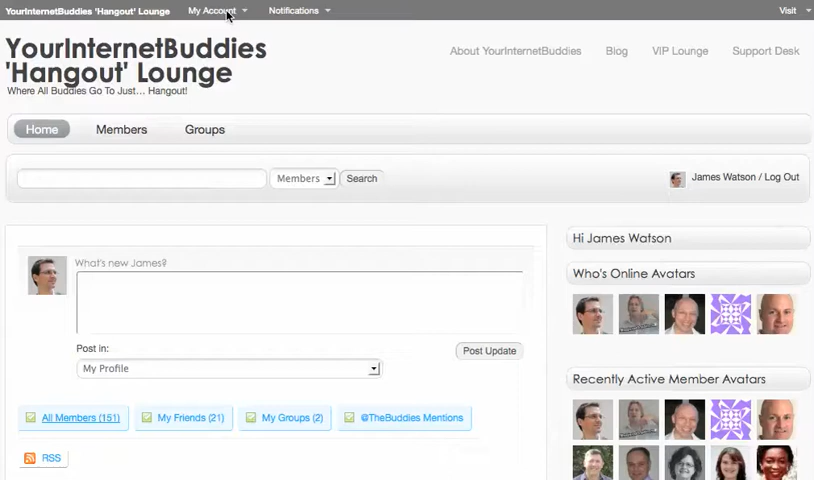 YourInternetBuddies 'Hangout' Lounge My Account Notifications Visit
YourInternetBuddies
'Hangout' Lounge
Where All Buddies Go To Just... Hangout!
About YourInternetBuddies Blog VIP Lounge Support Desk
Home Members Groups
Members Search
James Watson / Log Out
What's new James?
Post in:
My Profile
Post Update
All Members (151) My Friends (21) My Groups (2) @TheBuddies Mentions
RSS
Hi James Watson
Who's Online Avatars
Recently Active Member Avatars